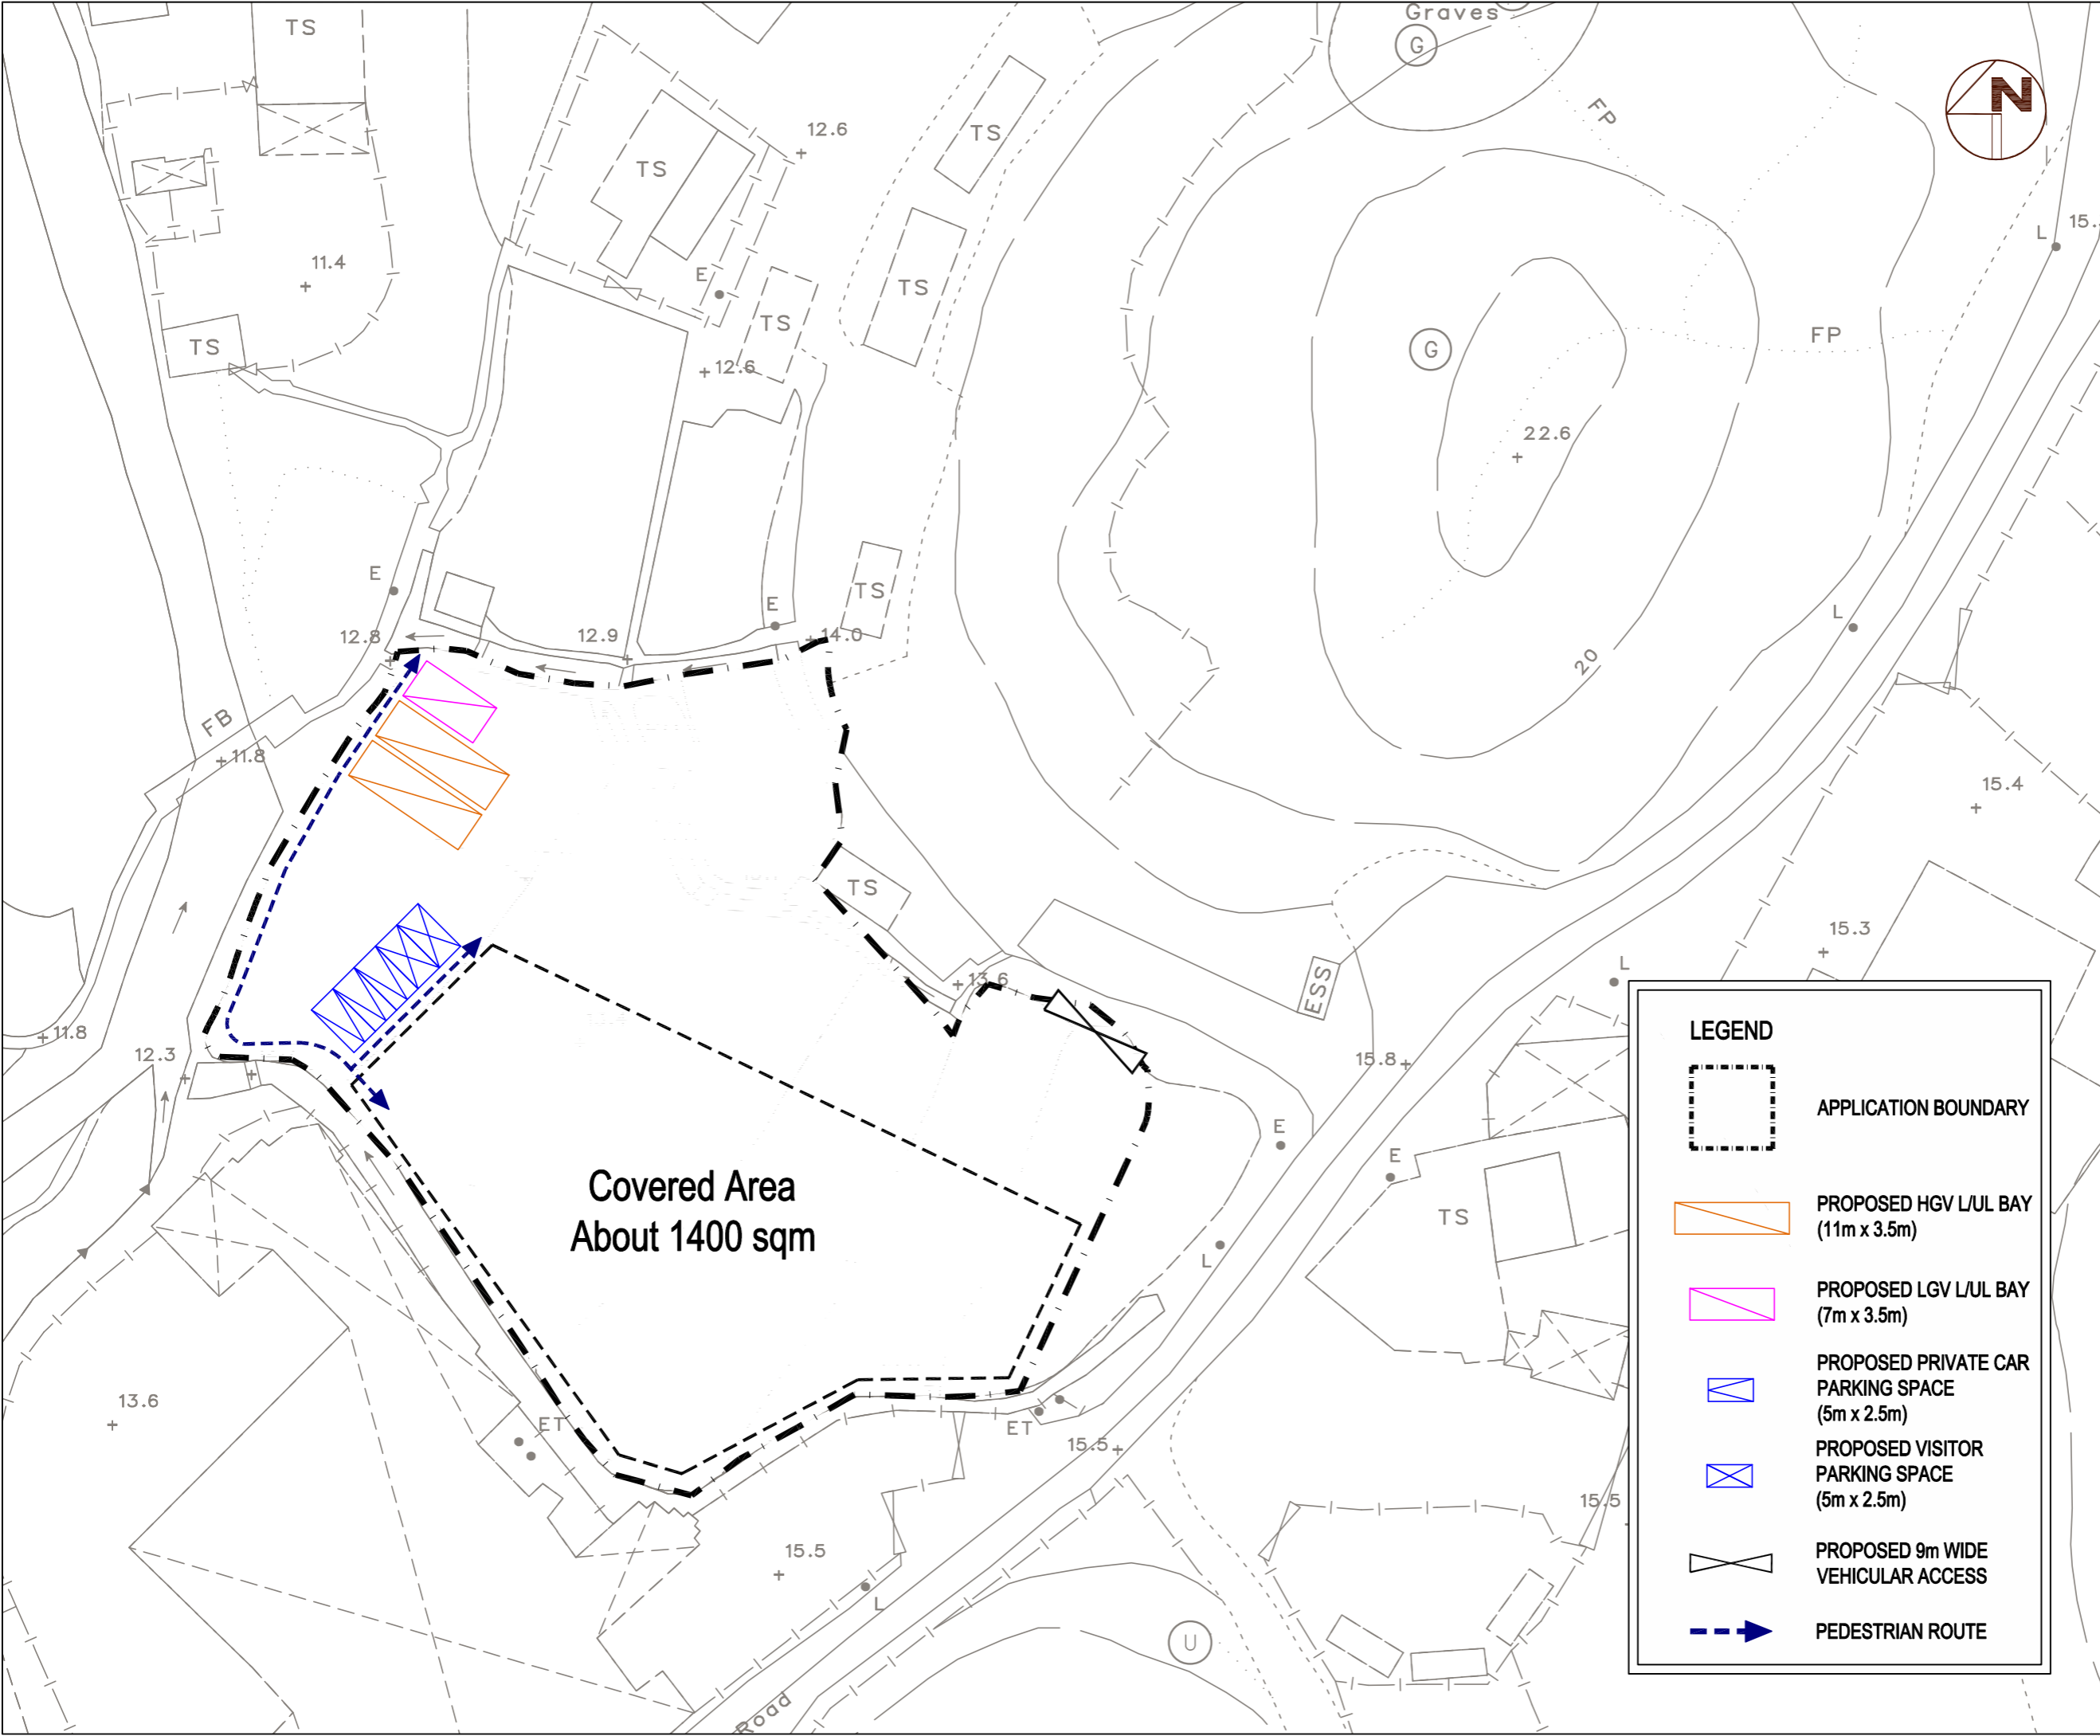 Graves
G
TS
N
12.6
TS
TS
15.
L
11.4
E
TS
TS
TS
FP
FP
G
12.6
22.6
E
TS
E
L
12.8
12.9
14.0
20
FB
11.8
15.4
TS
15.3
13.6
ESS
L
11.8
12.3
15.8
E
E
Covered Area
About 1400 sqm
TS
L
13.6
ET
ET
15.5
15.5
15.5
L
U
Road
LEGEND
APPLICATION BOUNDARY
PROPOSED HGV L/UL BAY
(11m x 3.5m)
PROPOSED LGV L/UL BAY
(7m x 3.5m)
PROPOSED PRIVATE CAR
PARKING SPACE
(5m x 2.5m)
PROPOSED VISITOR
PARKING SPACE
(5m x 2.5m)
PROPOSED 9m WIDE
VEHICULAR ACCESS
PEDESTRIAN ROUTE